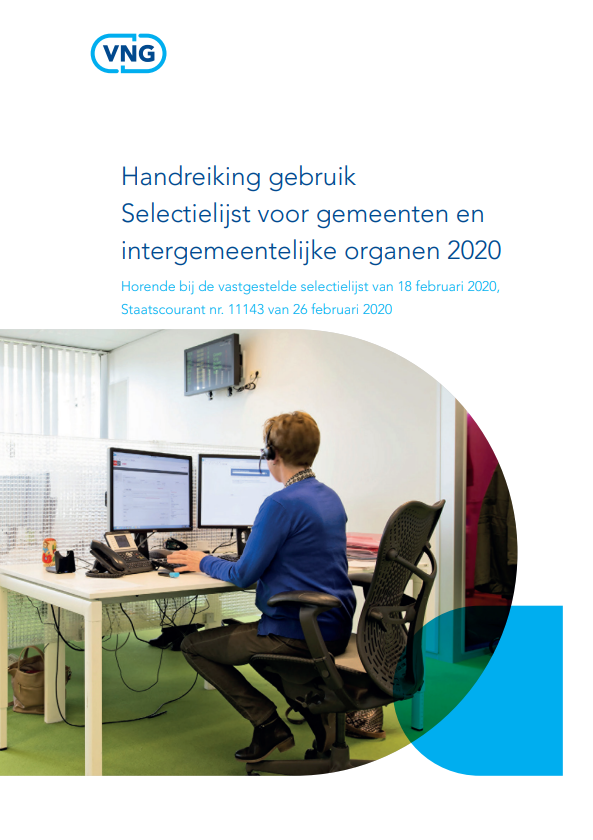 VNG
Handreiking gebruik
Selectielijst voor gemeenten en
intergemeentelijke organen 2020
Horende bij de vastgestelde selectielijst van 18 februari 2020,
Staatscourant nr. 11143 van 26 februari 2020